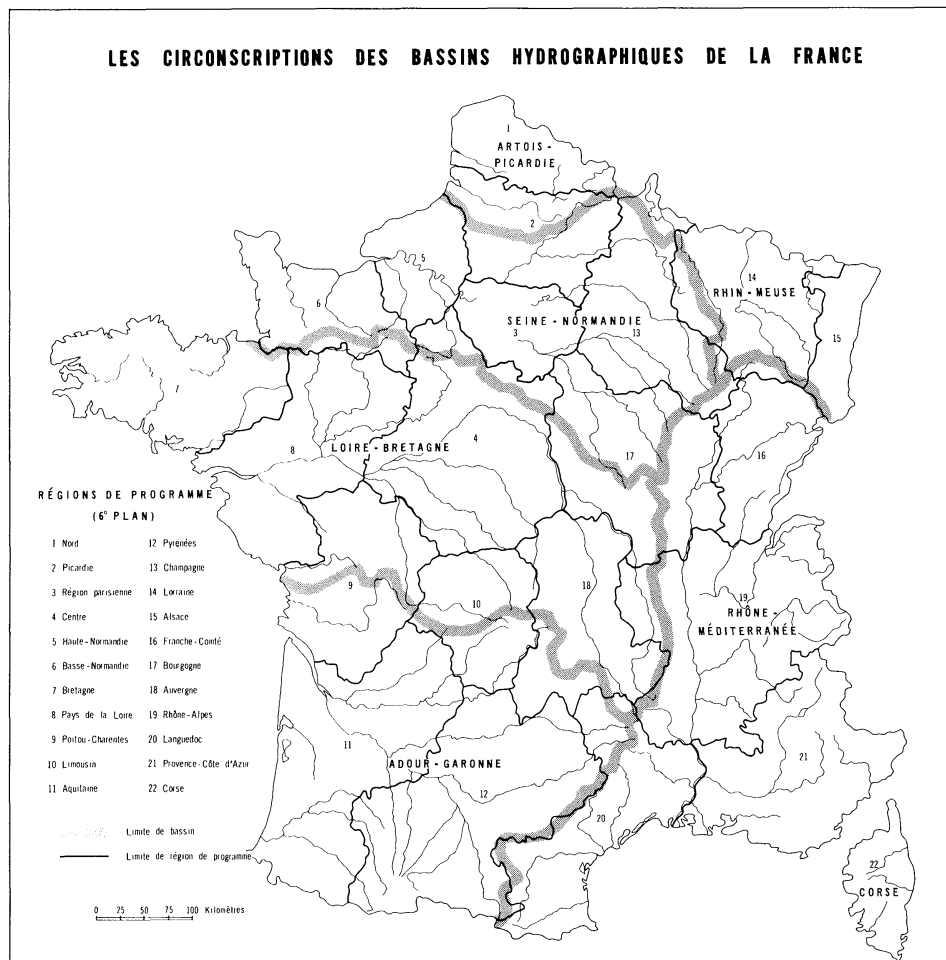 LES CIRCONSCRIPTIONS DES BASSINS HYDROGRAPHIQUES DE LA FRANCE
1
ARTOIS-
PICARDIE
2
5
6
14
RHIN-MEUSE
SEINE-NORMANDIE
3
13
15
7
8
LOIRE-BRETAGNE
4
17
16
9
10
18
19
RHÔNE-
MÉDITERRANÉE
11
ADOUR-GARONNE
12
20
21
22
CORSE
RÉGIONS DE PROGRAMME
(6° PLAN)
1 Nord
2 Picardie
3 Région parisienne
4 Centre
5 Haute-Normandie
6 Basse-Normandie
7 Bretagne
8 Pays de la Loire
9 Poitou-Charentes
10 Limousin
11 Aquitaine
12 Pyrénées
13 Champagne
14 Lorraine
15 Alsace
16 Franche-Comté
17 Bourgogne
18 Auvergne
19 Rhône-Alpes
20 Languedoc
21 Provence-Côte d'Azur
22 Corse
Limite de bassin
Limite de région de programme
0 25 50 75 100 Kilomètres